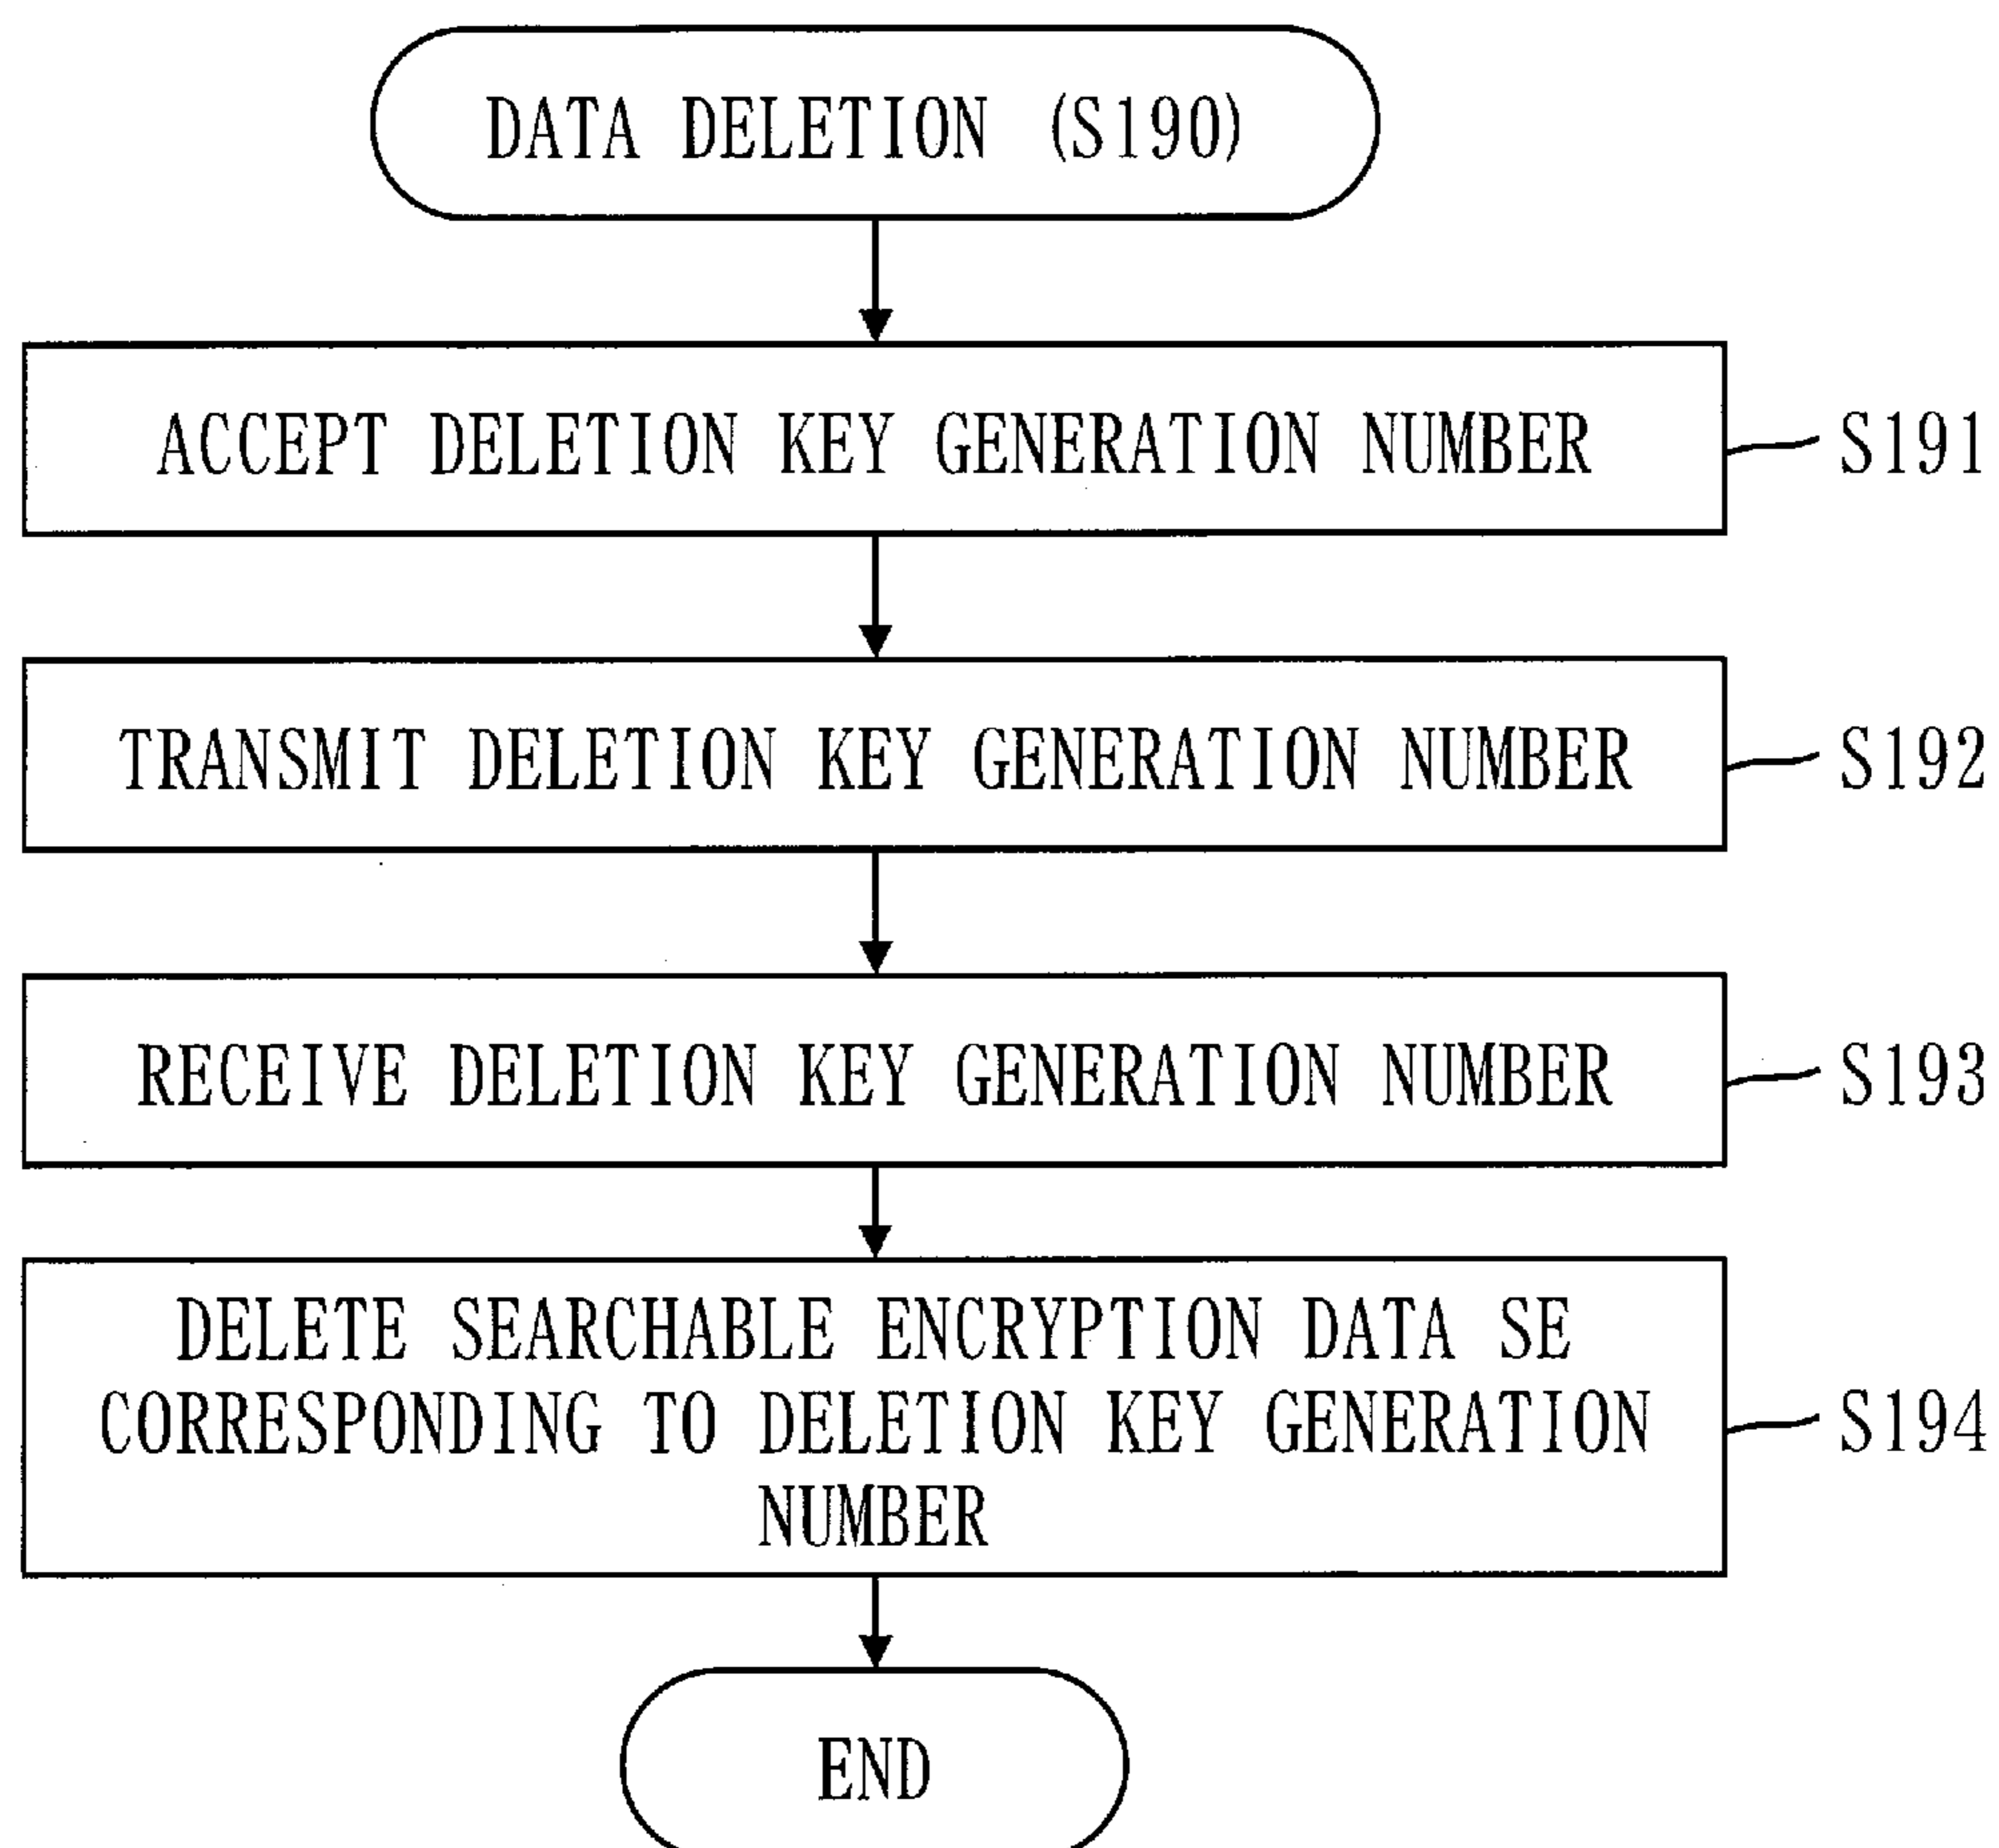 DATA DELETION (S190)
ACCEPT DELETION KEY GENERATION NUMBER
S191
TRANSMIT DELETION KEY GENERATION NUMBER
S192
RECEIVE DELETION KEY GENERATION NUMBER
S193
DELETE SEARCHABLE ENCRYPTION DATA SE
CORRESPONDING TO DELETION KEY GENERATION
NUMBER
S194
END